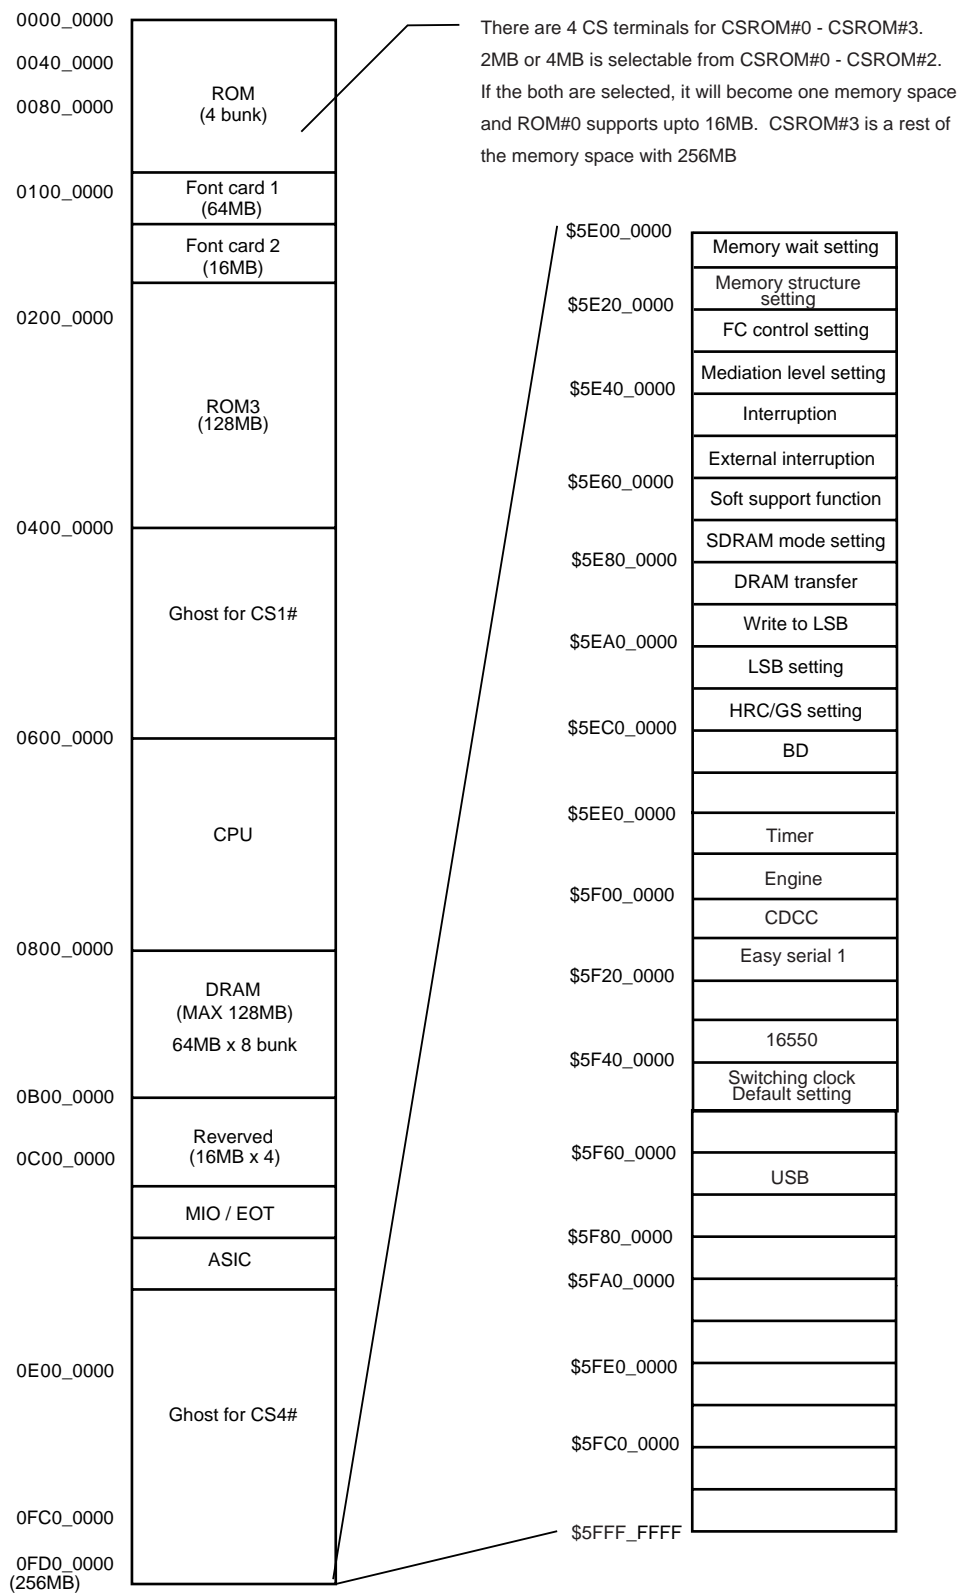 0000_0000
0040_0000
0080_0000
ROM
(4 bunk)
0100_0000
Font card 1
(64MB)
Font card 2
(16MB)
0200_0000
ROM3
(128MB)
0400_0000
Ghost for CS1#
0600_0000
CPU
0800_0000
DRAM
(MAX 128MB)
64MB x 8 bunk
0B00_0000
Reverved
(16MB x 4)
0C00_0000
MIO / EOT
ASIC
0E00_0000
Ghost for CS4#
0FC0_0000
0FD0_0000
(256MB)
There are 4 CS terminals for CSROM#0 - CSROM#3.
2MB or 4MB is selectable from CSROM#0 - CSROM#2.
If the both are selected, it will become one memory space
and ROM#0 supports upto 16MB. CSROM#3 is a rest of
the memory space with 256MB
$5E00_0000
Memory wait setting
Memory structure
setting
$5E20_0000
FC control setting
Mediation level setting
$5E40_0000
Interruption
External interruption
$5E60_0000
Soft support function
SDRAM mode setting
$5E80_0000
DRAM transfer
Write to LSB
$5EA0_0000
LSB setting
HRC/GS setting
$5EC0_0000
BD
$5EE0_0000
Timer
Engine
$5F00_0000
CDCC
Easy serial 1
$5F20_0000
16550
$5F40_0000
Switching clock
Default setting
$5F60_0000
USB
$5F80_0000
$5FA0_0000
$5FE0_0000
$5FC0_0000
$5FFF_FFFF